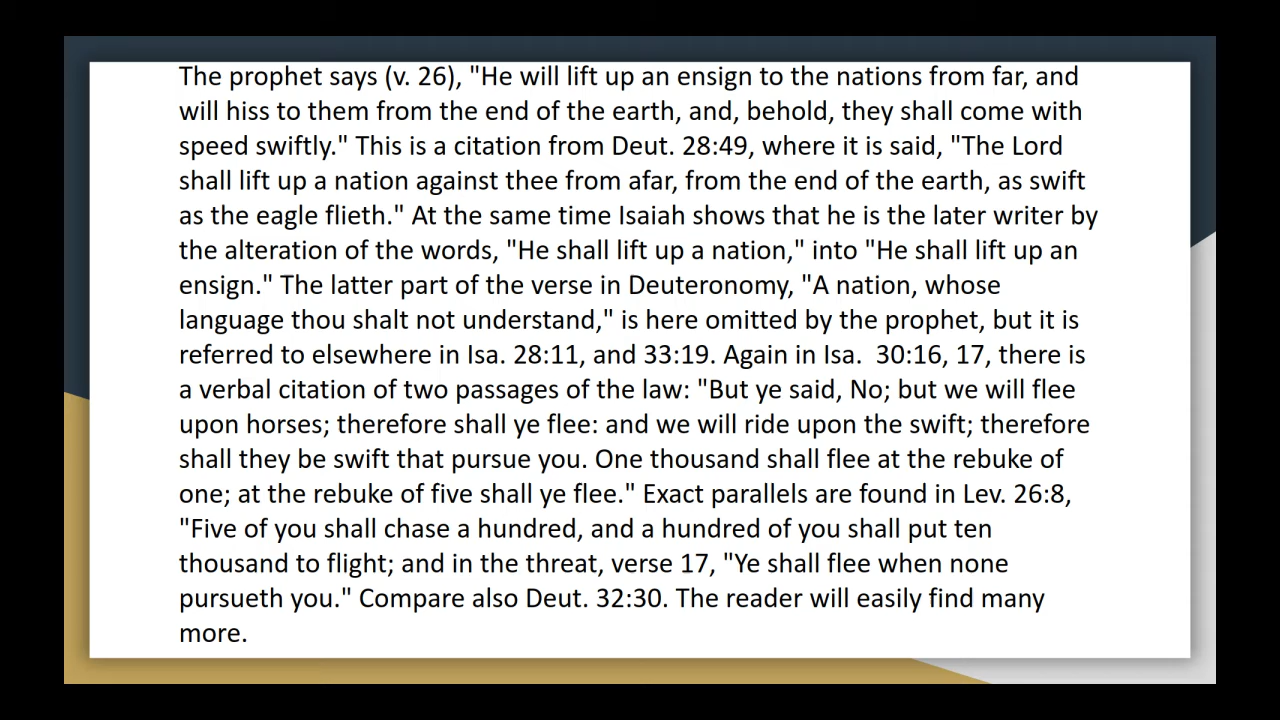 The prophet says (v. 26), "He will lift up an ensign to the nations from far, and
will hiss to them from the end of the earth, and, behold, they shall come with
speed swiftly." This is a citation from Deut. 28:49, where it is said, "The Lord
shall lift up a nation against thee from afar, from the end of the earth, as swift
as the eagle flieth." At the same time Isaiah shows that he is the later writer by
the alteration of the words, "He shall lift up a nation," into "He shall lift up an
ensign." The latter part of the verse in Deuteronomy, "A nation, whose
language thou shalt not understand," is here omitted by the prophet, but it is
referred to elsewhere in Isa. 28:11, and 33:19. Again in Isa.  30:16, 17, there is
a verbal citation of two passages of the law: "But ye said, No; but we will flee
upon horses; therefore shall ye flee: and we will ride upon the swift; therefore
shall they be swift that pursue you. One thousand shall flee at the rebuke of
one; at the rebuke of five shall ye flee." Exact parallels are found in Lev. 26:8,
"Five of you shall chase a hundred, and a hundred of you shall put ten
thousand to flight; and in the threat, verse 17, "Ye shall flee when none
pursueth you." Compare also Deut. 32:30. The reader will easily find many
more.